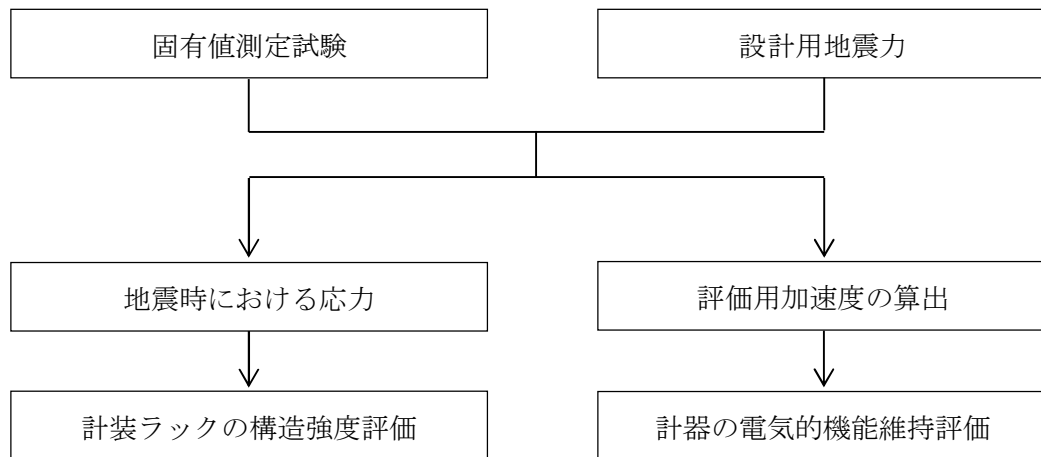 固有値測定試験
設計用地震力
地震時における応力
評価用加速度の算出
計装ラックの構造強度評価
計器の電気的機能維持評価